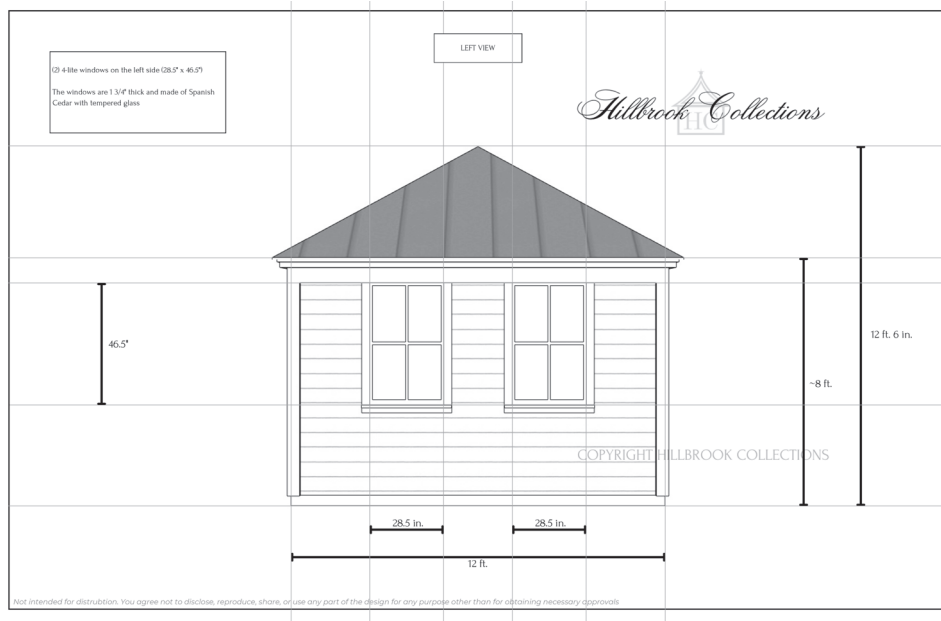 LEFT VIEW
(2) 4-lite windows on the left side (28.5" x 46.5")
The windows are 1 3/4" thick and made of Spanish
Cedar with tempered glass
Hillbrook Collections
HC
46.5"
12 ft. 6 in.
~8 ft.
COPYRIGHT HILLBROOK COLLECTIONS
28.5 in.
28.5 in.
12 ft.
Not intended for distrubtion. You agree not to disclose, reproduce, share, or use any part of the design for any purpose other than for obtaining necessary approvals